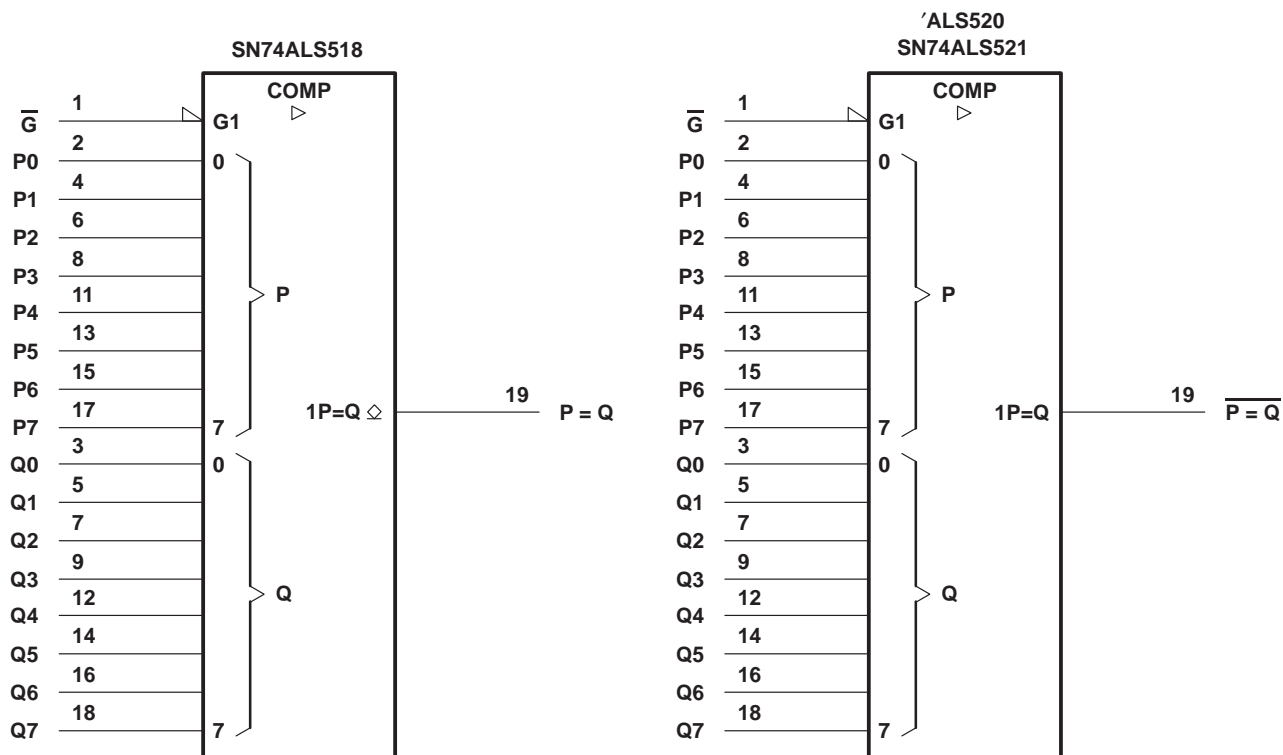 SN74ALS518
COMP
G̅ 1 G1
P0 2 0
P1 4
P2 6
P3 8
P4 11 P
P5 13
P6 15
P7 17 7
1P=Q 19 P = Q
Q0 3 0
Q1 5
Q2 7
Q3 9
Q4 12 Q
Q5 14
Q6 16
Q7 18 7
′ALS520
SN74ALS521
COMP
G̅ 1 G1
P0 2 0
P1 4
P2 6
P3 8
P4 11 P
P5 13
P6 15
P7 17 7
1P=Q 19 P̅ ̅=̅ ̅Q̅
Q0 3 0
Q1 5
Q2 7
Q3 9
Q4 12 Q
Q5 14
Q6 16
Q7 18 7